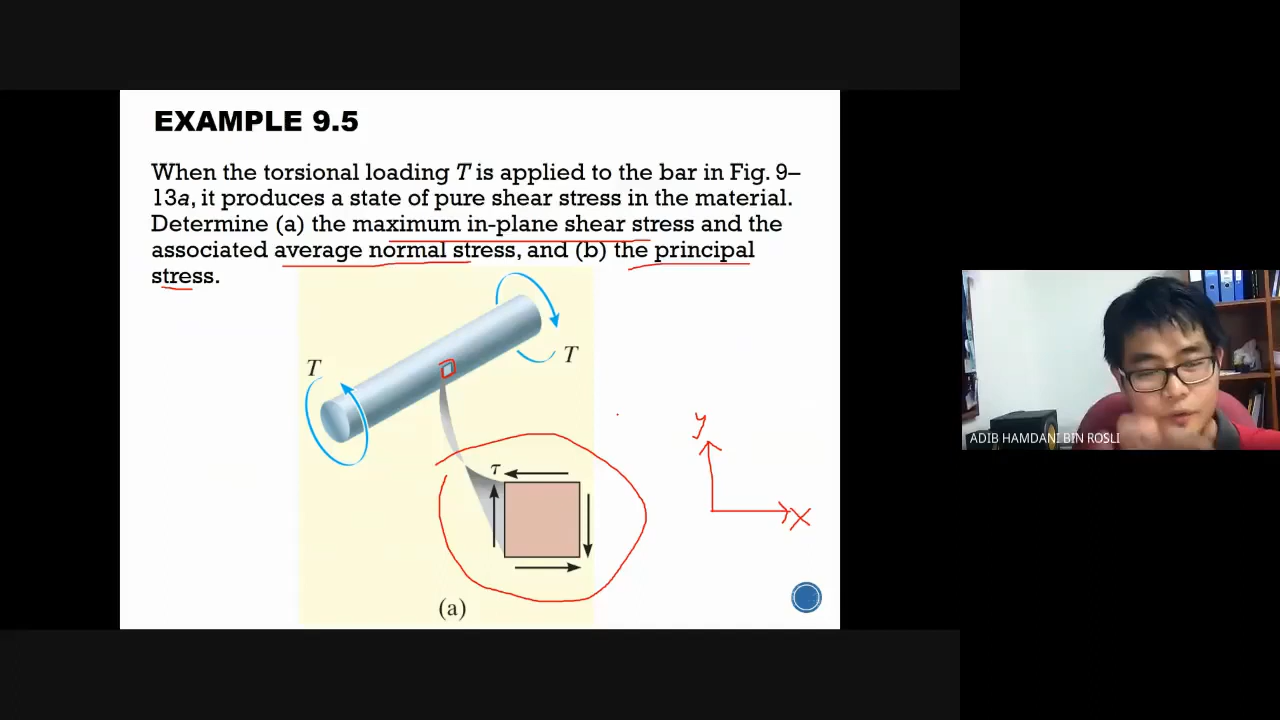 EXAMPLE 9.5
When the torsional loading T is applied to the bar in Fig. 9–
13a, it produces a state of pure shear stress in the material.
Determine (a) the maximum in-plane shear stress and the
associated average normal stress, and (b) the principal
stress.
T
T
τ
(a)
y
x
ADIB HAMDANI BIN ROSLI